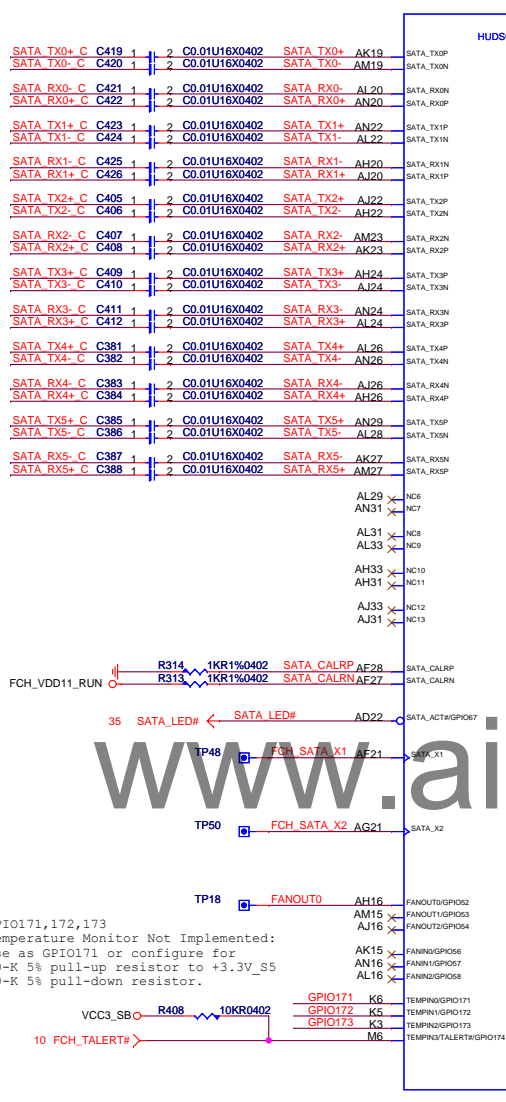 HUDS
SATA_TX0+_C C419 1 2 C0.01U16X0402 SATA_TX0+ AK19 SATA_TX0P
SATA_TX0-_C C420 1 2 C0.01U16X0402 SATA_TX0- AM19 SATA_TX0N
SATA_RX0-_C C421 1 2 C0.01U16X0402 SATA_RX0- AL20 SATA_RX0N
SATA_RX0+_C C422 1 2 C0.01U16X0402 SATA_RX0+ AN20 SATA_RX0P
SATA_TX1+_C C423 1 2 C0.01U16X0402 SATA_TX1+ AN22 SATA_TX1P
SATA_TX1-_C C424 1 2 C0.01U16X0402 SATA_TX1- AL22 SATA_TX1N
SATA_RX1-_C C425 1 2 C0.01U16X0402 SATA_RX1- AH20 SATA_RX1N
SATA_RX1+_C C426 1 2 C0.01U16X0402 SATA_RX1+ AJ20 SATA_RX1P
SATA_TX2+_C C405 1 2 C0.01U16X0402 SATA_TX2+ AJ22 SATA_TX2P
SATA_TX2-_C C406 1 2 C0.01U16X0402 SATA_TX2- AH22 SATA_TX2N
SATA_RX2-_C C407 1 2 C0.01U16X0402 SATA_RX2- AM23 SATA_RX2N
SATA_RX2+_C C408 1 2 C0.01U16X0402 SATA_RX2+ AK23 SATA_RX2P
SATA_TX3+_C C409 1 2 C0.01U16X0402 SATA_TX3+ AH24 SATA_TX3P
SATA_TX3-_C C410 1 2 C0.01U16X0402 SATA_TX3- AJ24 SATA_TX3N
SATA_RX3-_C C411 1 2 C0.01U16X0402 SATA_RX3- AN24 SATA_RX3N
SATA_RX3+_C C412 1 2 C0.01U16X0402 SATA_RX3+ AL24 SATA_RX3P
SATA_TX4+_C C381 1 2 C0.01U16X0402 SATA_TX4+ AL26 SATA_TX4P
SATA_TX4-_C C382 1 2 C0.01U16X0402 SATA_TX4- AN26 SATA_TX4N
SATA_RX4-_C C383 1 2 C0.01U16X0402 SATA_RX4- AJ26 SATA_RX4N
SATA_RX4+_C C384 1 2 C0.01U16X0402 SATA_RX4+ AH26 SATA_RX4P
SATA_TX5+_C C385 1 2 C0.01U16X0402 SATA_TX5+ AN29 SATA_TX5P
SATA_TX5-_C C386 1 2 C0.01U16X0402 SATA_TX5- AL28 SATA_TX5N
SATA_RX5-_C C387 1 2 C0.01U16X0402 SATA_RX5- AK27 SATA_RX5N
SATA_RX5+_C C388 1 2 C0.01U16X0402 SATA_RX5+ AM27 SATA_RX5P
AL29 NC6
AN31 NC7
AL31 NC8
AL33 NC9
AH33 NC10
AH31 NC11
AJ33 NC12
AJ31 NC13
R314 1KR1%0402 SATA_CALRP AF28 SATA_CALRP
FCH_VDD11_RUN R313 1KR1%0402 SATA_CALRN AF27 SATA_CALRN
35 SATA_LED# SATA_LED# AD22 SATA_ACT#/GPIO67
www.ai
TP48 FCH_SATA_X1 AF21 SATA_X1
TP50 FCH_SATA_X2 AG21 SATA_X2
TP18 FANOUT0 AH16 FANOUT0/GPIO52
AM15 FANOUT1/GPIO53
AJ16 FANOUT2/GPIO54
AK15 FANIN0/GPIO56
AN16 FANIN1/GPIO57
AL16 FANIN2/GPIO58
PIO171,172,173
emperature Monitor Not Implemented:
se as GPIO171 or configure for
0-K 5% pull-up resistor to +3.3V_S5
0-K 5% pull-down resistor.
GPIO171 K6 TEMPIN0/GPIO171
GPIO172 K5 TEMPIN1/GPIO172
GPIO173 K3 TEMPIN2/GPIO173
VCC3_SB R408 10KR0402
10 FCH_TALERT# M6 TEMPIN3/TALERT#/GPIO174